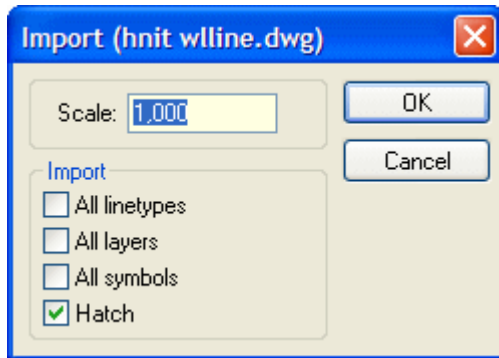 Import (hnit wlline.dwg)
Scale: 1,000
OK
Cancel
Import
All linetypes
All layers
All symbols
Hatch